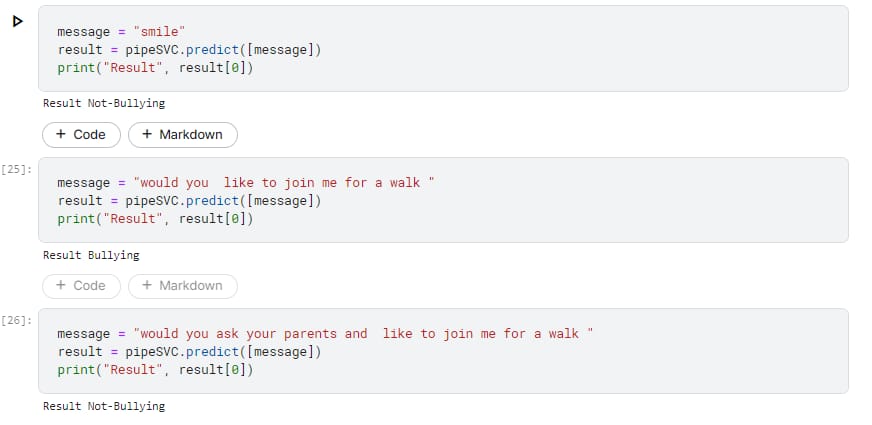 message = "smile"
result = pipeSVC.predict([message])
print("Result", result[0])
Result Not-Bullying
+ Code + Markdown
[25]:
message = "would you  like to join me for a walk "
result = pipeSVC.predict([message])
print("Result", result[0])
Result Bullying
+ Code + Markdown
[26]:
message = "would you ask your parents and  like to join me for a walk "
result = pipeSVC.predict([message])
print("Result", result[0])
Result Not-Bullying